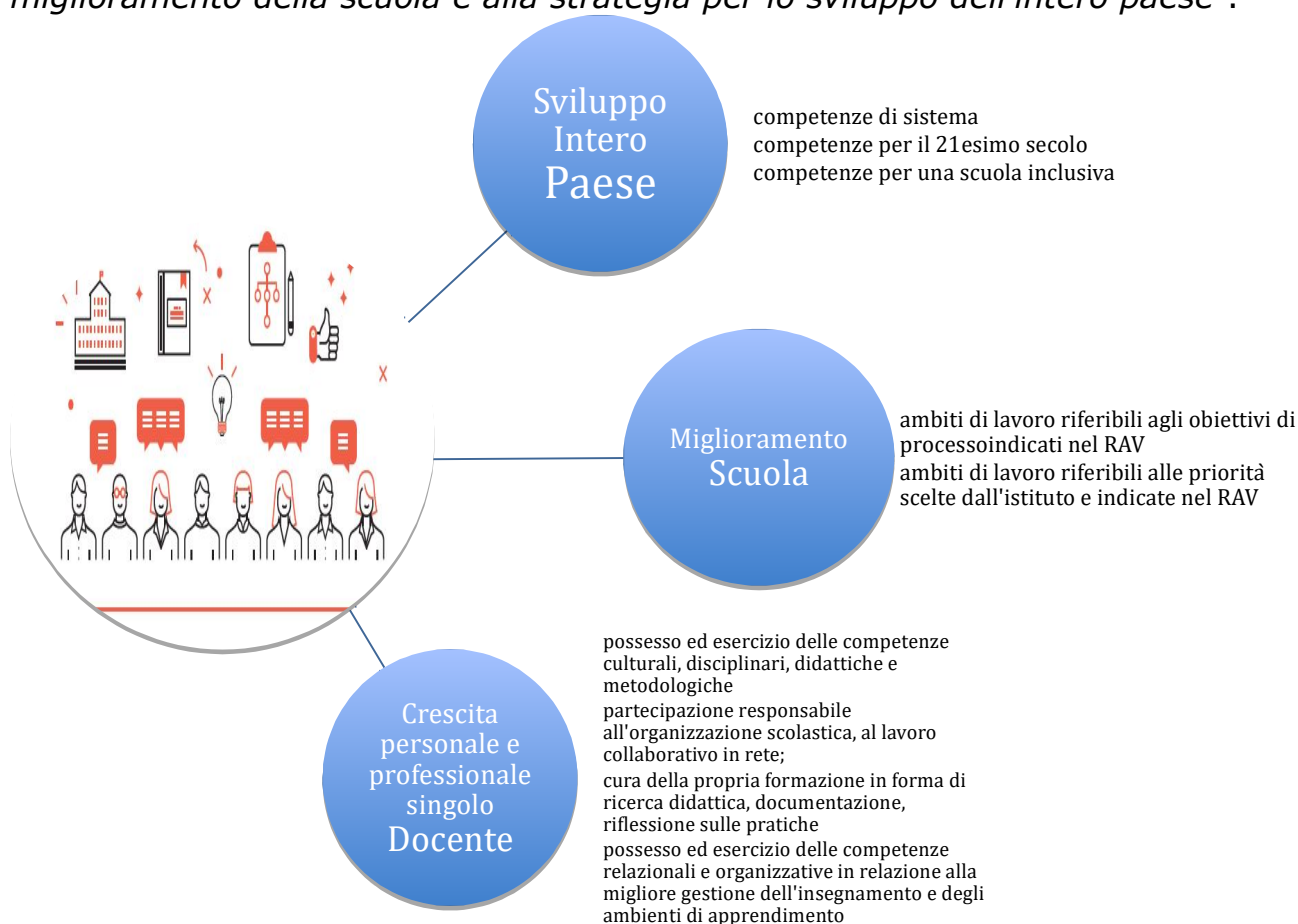 miglioramento della scuola e alla strategia per lo sviluppo dell'intero paese".
Sviluppo
Intero
Paese
competenze di sistema
competenze per il 21esimo secolo
competenze per una scuola inclusiva
Miglioramento
Scuola
ambiti di lavoro riferibili agli obiettivi di
processoindicati nel RAV
ambiti di lavoro riferibili alle priorità
scelte dall'istituto e indicate nel RAV
Crescita
personale e
professionale
singolo
Docente
possesso ed esercizio delle competenze
culturali, disciplinari, didattiche e
metodologiche
partecipazione responsabile
all'organizzazione scolastica, al lavoro
collaborativo in rete;
cura della propria formazione in forma di
ricerca didattica, documentazione,
riflessione sulle pratiche
possesso ed esercizio delle competenze
relazionali e organizzative in relazione alla
migliore gestione dell'insegnamento e degli
ambienti di apprendimento